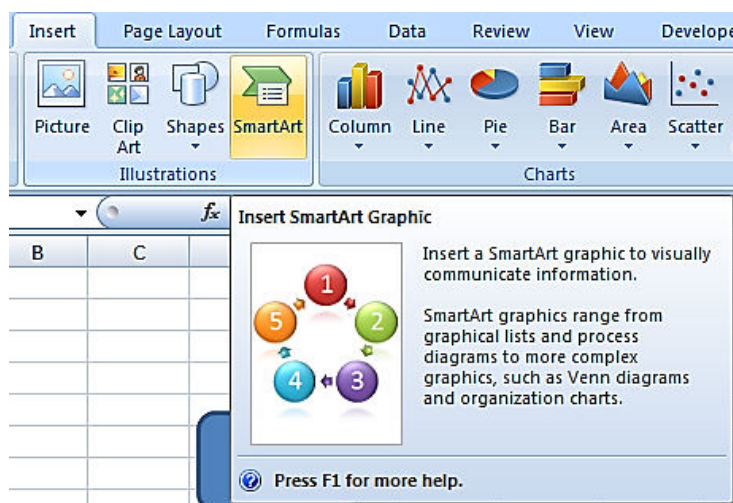 Insert Page Layout Formulas Data Review View Develope
Picture Clip Art Shapes SmartArt Column Line Pie Bar Area Scatter
Illustrations Charts
fx
Insert SmartArt Graphic
B C
Insert a SmartArt graphic to visually
communicate information.
1
5 2
4 3
SmartArt graphics range from
graphical lists and process
diagrams to more complex
graphics, such as Venn diagrams
and organization charts.
Press F1 for more help.